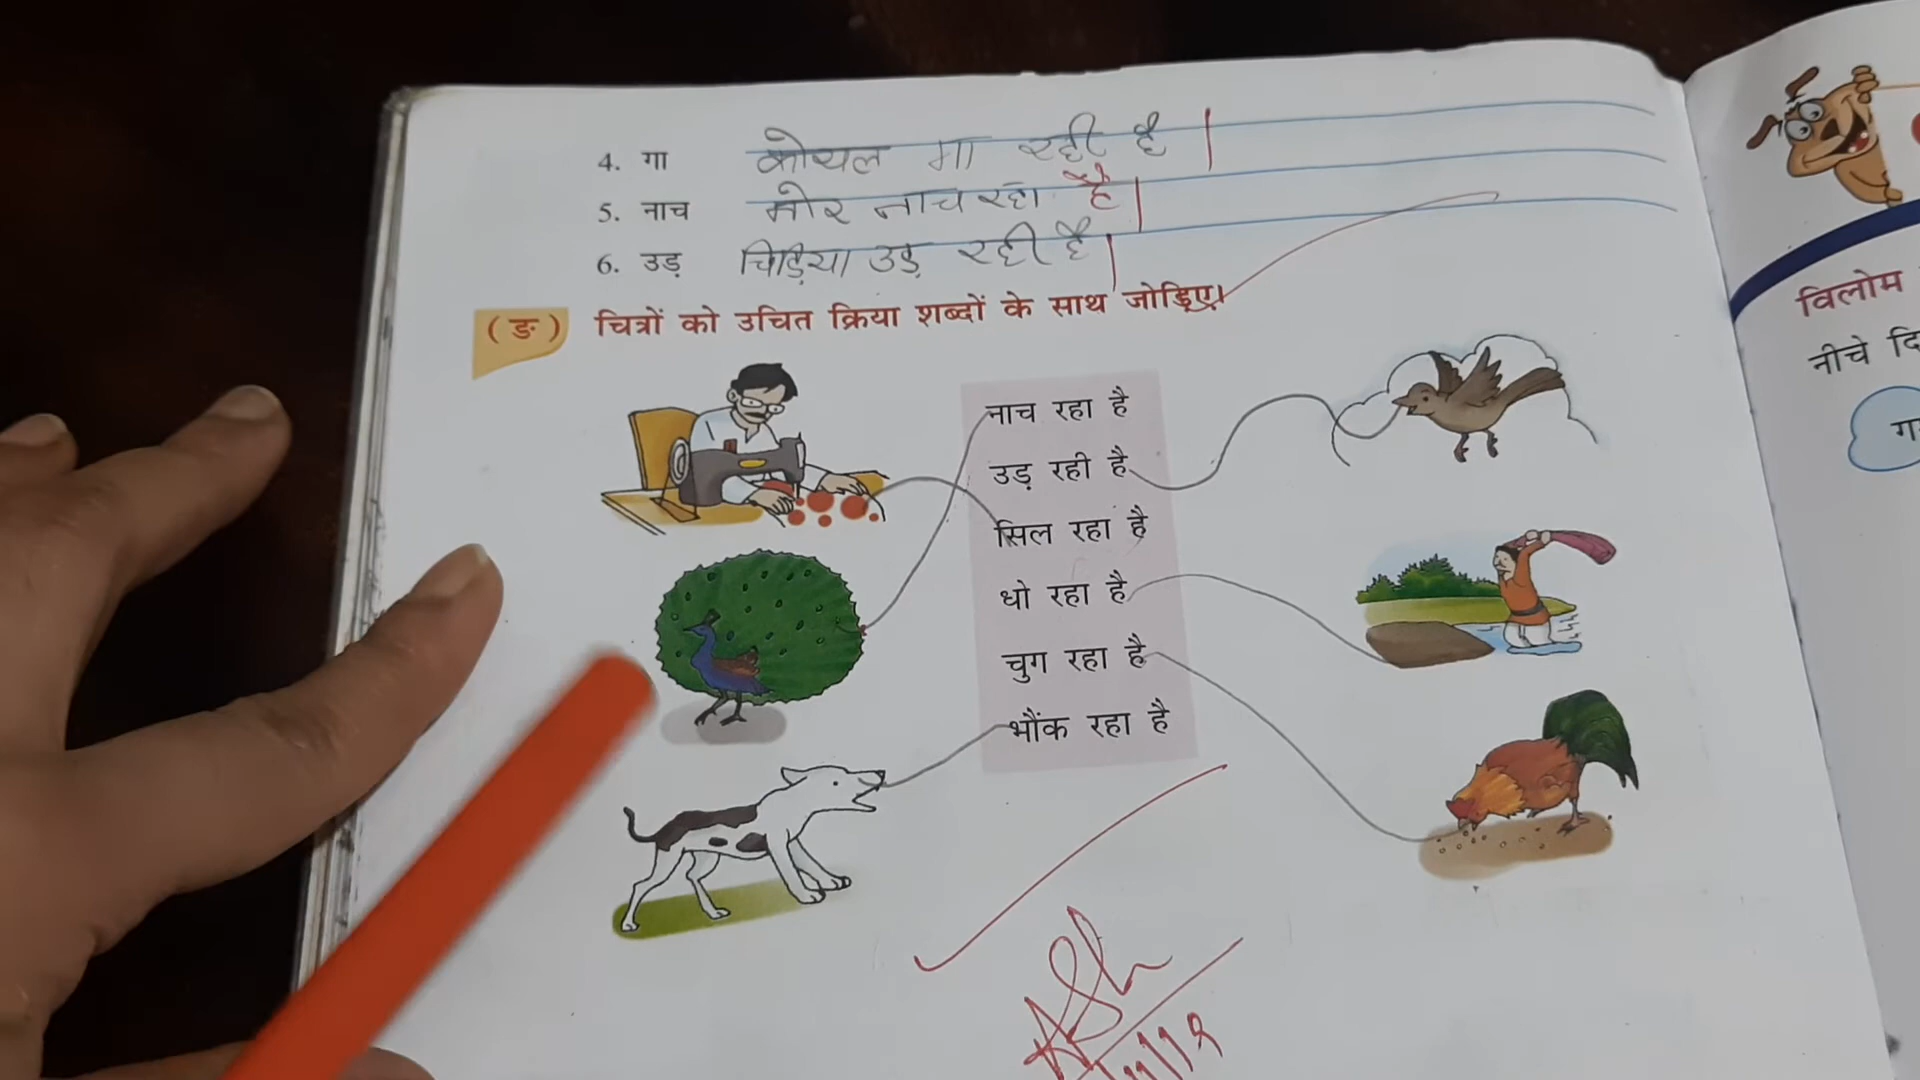 4. गा कोयल गा रही है |
5. नाच मोर नाच रहा है |
6. उड़ चिड़िया उड़ रही है |
( ङ ) चित्रों को उचित क्रिया शब्दों के साथ जोड़िए।
नाच रहा है
उड़ रही है
सिल रहा है
धो रहा है
चुग रहा है
भौंक रहा है
विलोम
नीचे